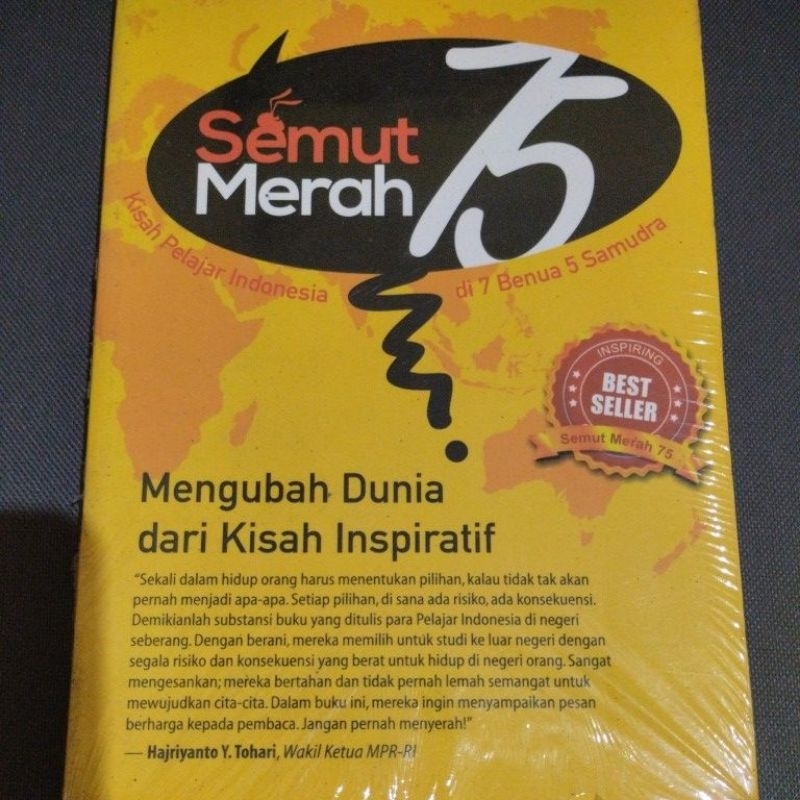 Semut
Merah 75
Kisah Pelajar Indonesia di 7 Benua 5 Samudra
INSPIRING
BEST
SELLER
Semut Merah 75
Mengubah Dunia
dari Kisah Inspiratif
“Sekali dalam hidup orang harus menentukan pilihan, kalau tidak tak akan
pernah menjadi apa-apa. Setiap pilihan, di sana ada risiko, ada konsekuensi.
Demikianlah substansi buku yang ditulis para Pelajar Indonesia di negeri
seberang. Dengan berani, mereka memilih untuk studi ke luar negeri dengan
segala risiko dan konsekuensi yang berat untuk hidup di negeri orang. Sangat
mengesankan; mereka bertahan dan tidak pernah lemah semangat untuk
mewujudkan cita-cita. Dalam buku ini, mereka ingin menyampaikan pesan
berharga kepada pembaca. Jangan pernah menyerah!”
— Hajriyanto Y. Tohari, Wakil Ketua MPR-RI